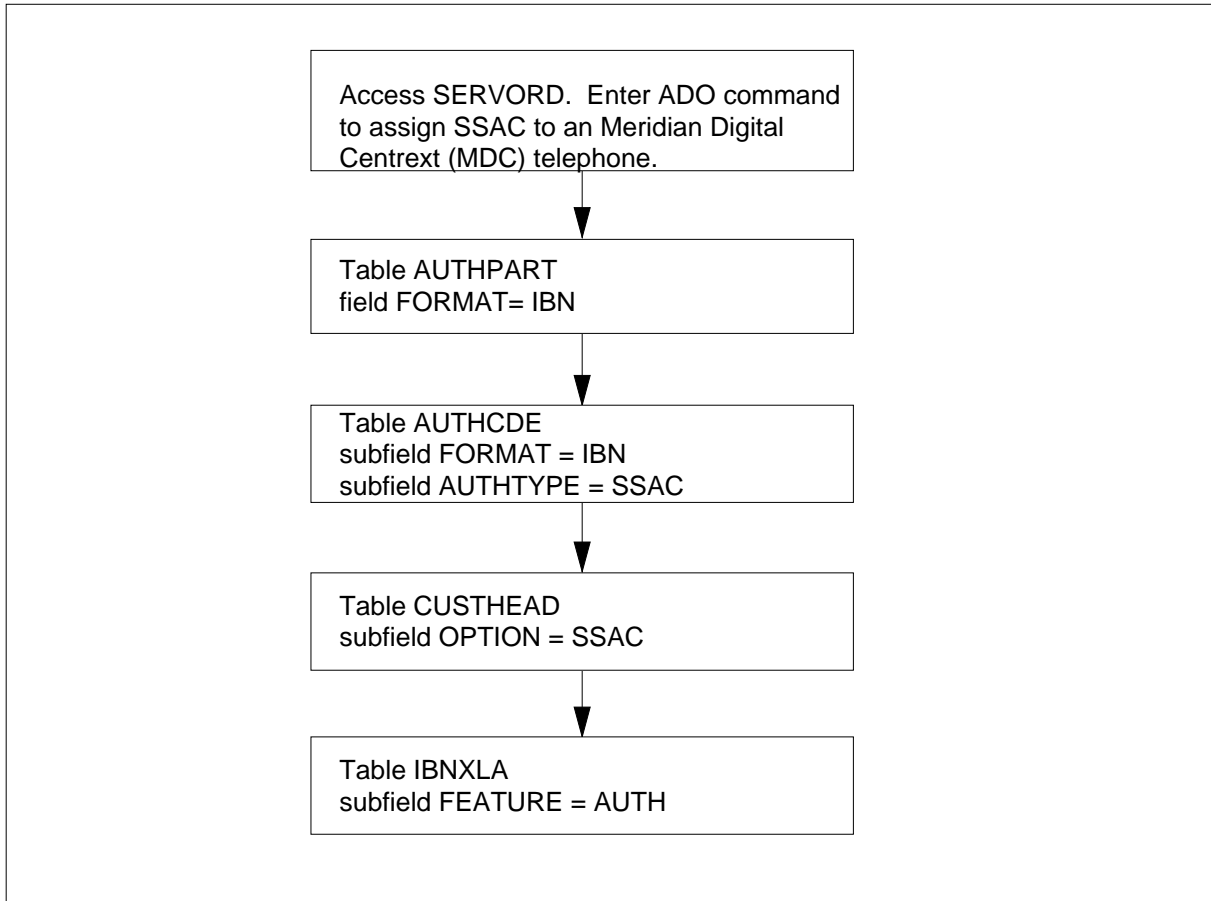 Access SERVORD.  Enter ADO command
to assign SSAC to an Meridian Digital
Centrext (MDC) telephone.
Table AUTHPART
field FORMAT= IBN
Table AUTHCDE
subfield FORMAT = IBN
subfield AUTHTYPE = SSAC
Table CUSTHEAD
subfield OPTION = SSAC
Table IBNXLA
subfield FEATURE = AUTH